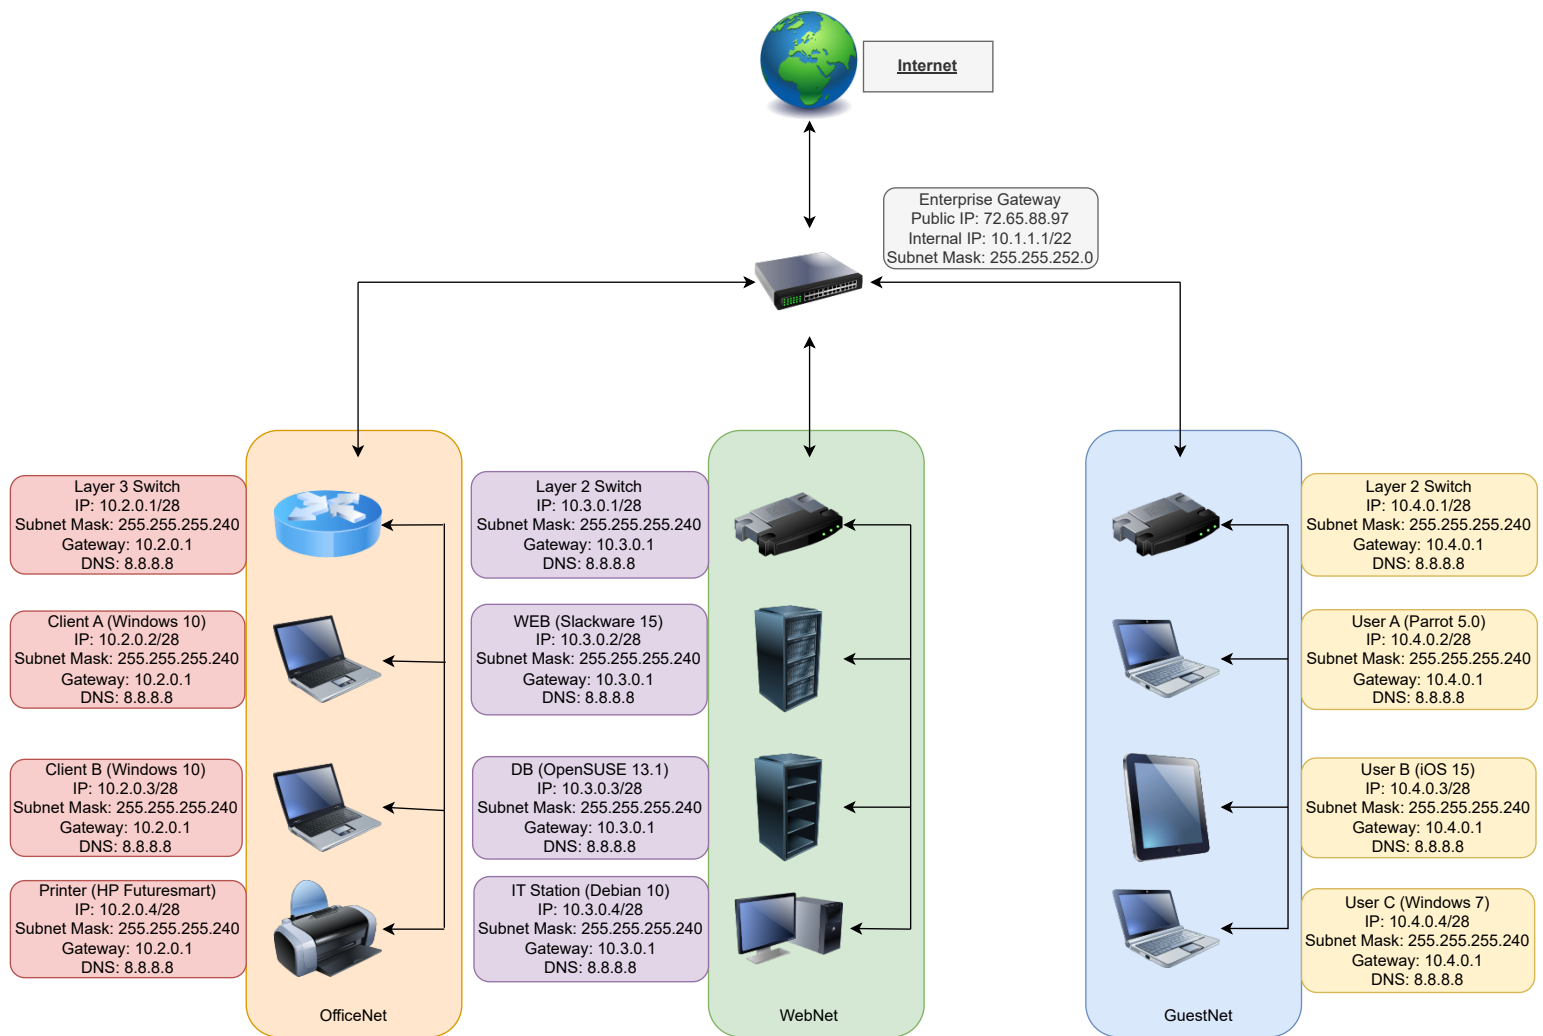 Internet
Enterprise Gateway
Public IP: 72.65.88.97
Internal IP: 10.1.1.1/22
Subnet Mask: 255.255.252.0
Layer 3 Switch
IP: 10.2.0.1/28
Subnet Mask: 255.255.255.240
Gateway: 10.2.0.1
DNS: 8.8.8.8
Client A (Windows 10)
IP: 10.2.0.2/28
Subnet Mask: 255.255.255.240
Gateway: 10.2.0.1
DNS: 8.8.8.8
Client B (Windows 10)
IP: 10.2.0.3/28
Subnet Mask: 255.255.255.240
Gateway: 10.2.0.1
DNS: 8.8.8.8
Printer (HP Futuresmart)
IP: 10.2.0.4/28
Subnet Mask: 255.255.255.240
Gateway: 10.2.0.1
DNS: 8.8.8.8
OfficeNet
Layer 2 Switch
IP: 10.3.0.1/28
Subnet Mask: 255.255.255.240
Gateway: 10.3.0.1
DNS: 8.8.8.8
WEB (Slackware 15)
IP: 10.3.0.2/28
Subnet Mask: 255.255.255.240
Gateway: 10.3.0.1
DNS: 8.8.8.8
DB (OpenSUSE 13.1)
IP: 10.3.0.3/28
Subnet Mask: 255.255.255.240
Gateway: 10.3.0.1
DNS: 8.8.8.8
IT Station (Debian 10)
IP: 10.3.0.4/28
Subnet Mask: 255.255.255.240
Gateway: 10.3.0.1
DNS: 8.8.8.8
WebNet
Layer 2 Switch
IP: 10.4.0.1/28
Subnet Mask: 255.255.255.240
Gateway: 10.4.0.1
DNS: 8.8.8.8
User A (Parrot 5.0)
IP: 10.4.0.2/28
Subnet Mask: 255.255.255.240
Gateway: 10.4.0.1
DNS: 8.8.8.8
User B (iOS 15)
IP: 10.4.0.3/28
Subnet Mask: 255.255.255.240
Gateway: 10.4.0.1
DNS: 8.8.8.8
User C (Windows 7)
IP: 10.4.0.4/28
Subnet Mask: 255.255.255.240
Gateway: 10.4.0.1
DNS: 8.8.8.8
GuestNet